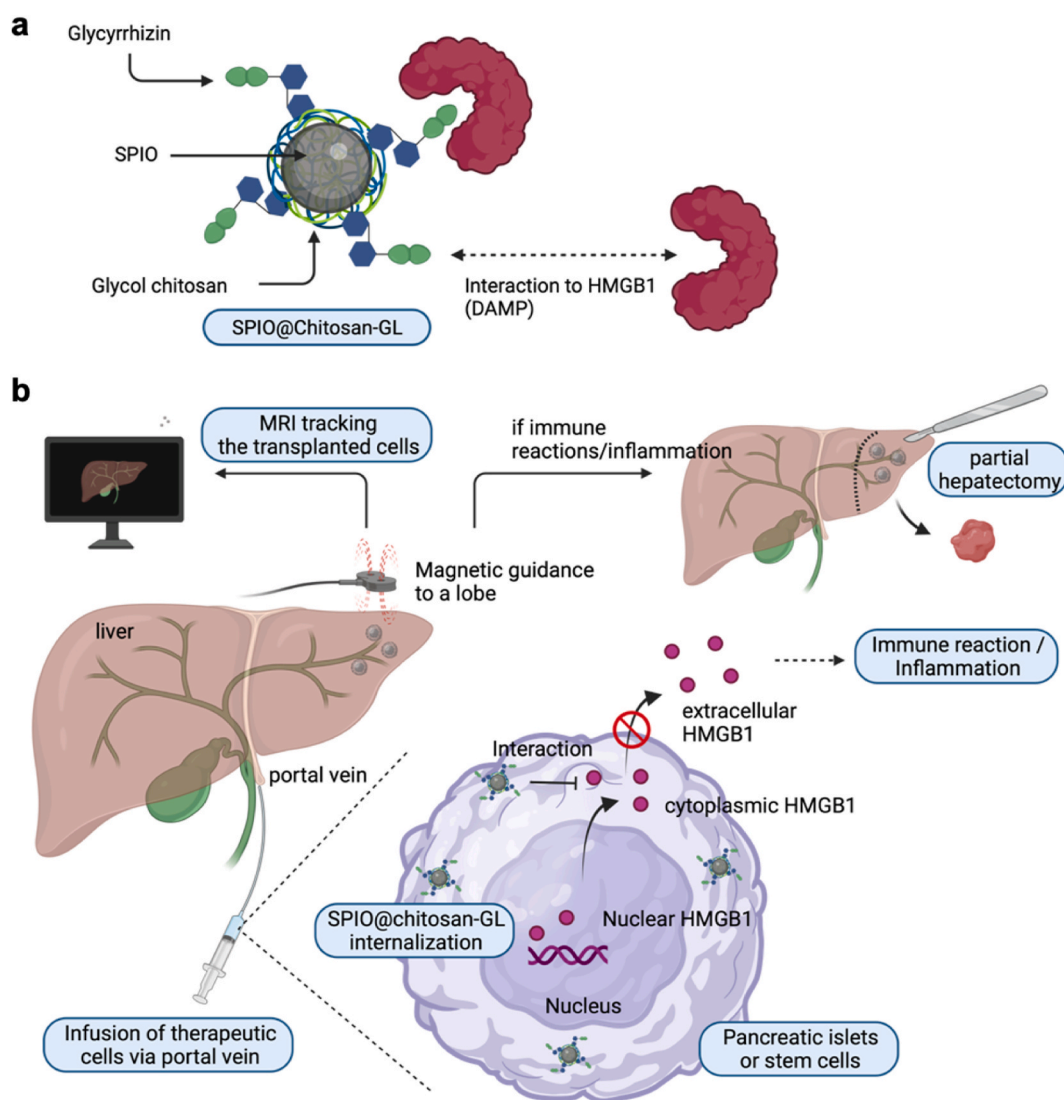 a
Glycyrrhizin
SPIO
Glycol chitosan
Interaction to HMGB1
(DAMP)
SPIO@Chitosan-GL
b
MRI tracking
the transplanted cells
if immune
reactions/inflammation
partial
hepatectomy
Magnetic guidance
to a lobe
liver
Immune reaction /
Inflammation
extracellular
HMGB1
Interaction
portal vein
cytoplasmic HMGB1
SPIO@chitosan-GL
internalization
Nuclear HMGB1
Nucleus
Infusion of therapeutic
cells via portal vein
Pancreatic islets
or stem cells